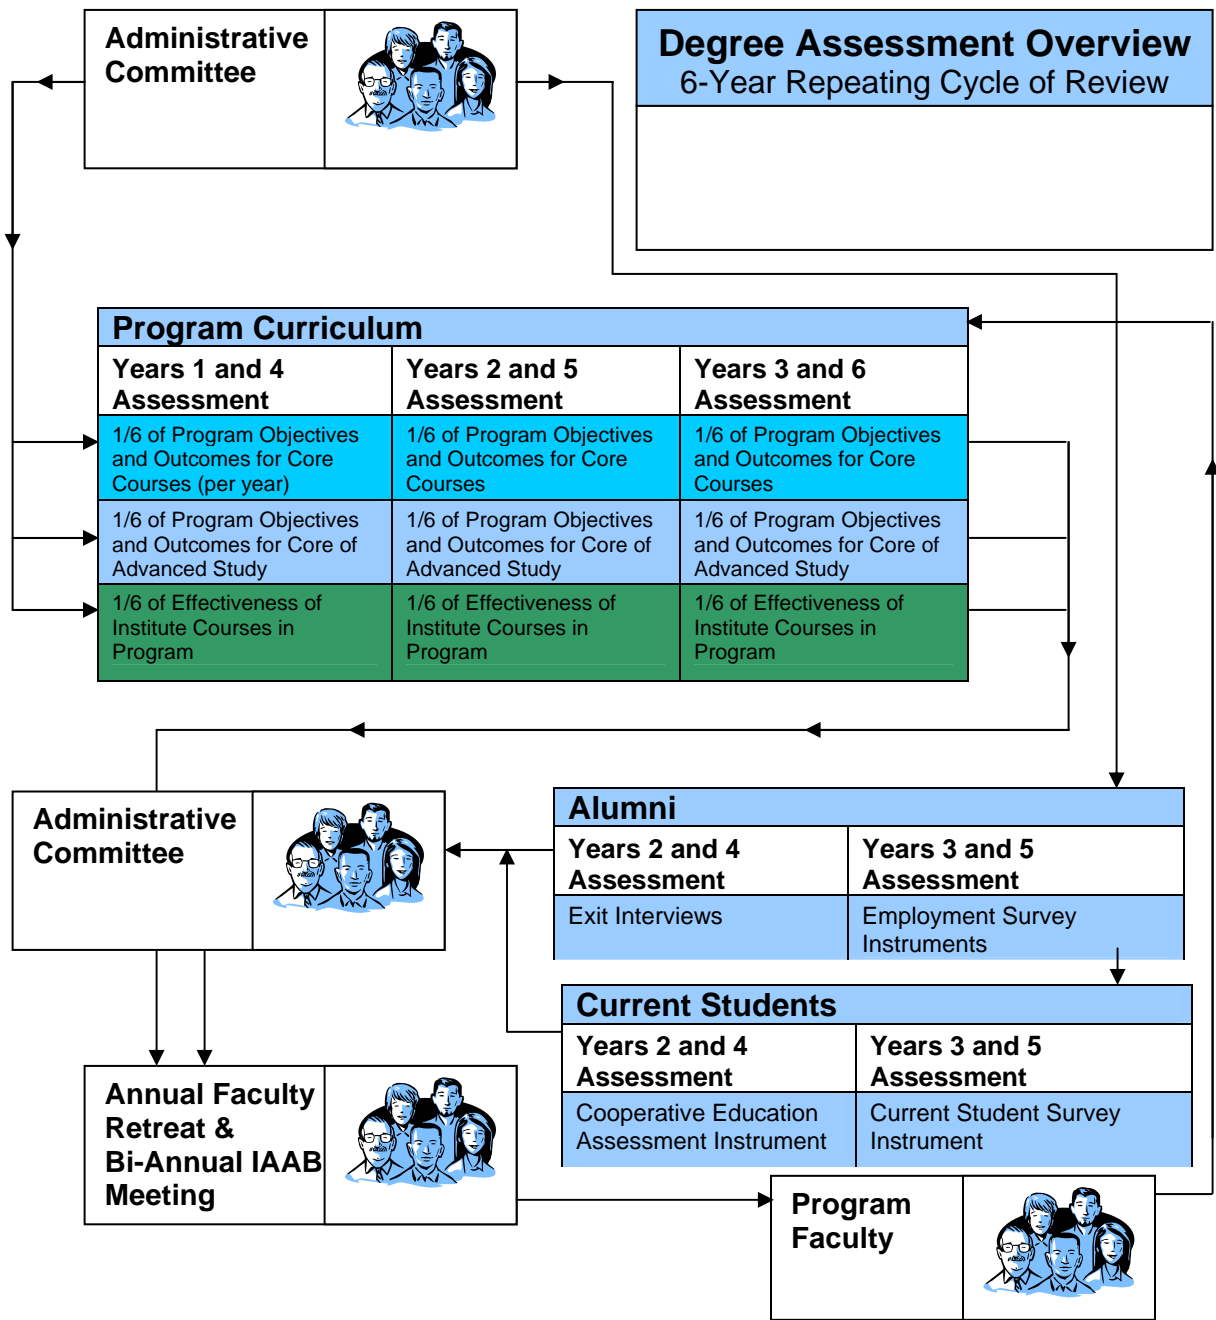 Administrative
Committee
Degree Assessment Overview
6-Year Repeating Cycle of Review
Program Curriculum
Years 1 and 4
Assessment
Years 2 and 5
Assessment
Years 3 and 6
Assessment
1/6 of Program Objectives
and Outcomes for Core
Courses (per year)
1/6 of Program Objectives
and Outcomes for Core
Courses
1/6 of Program Objectives
and Outcomes for Core
Courses
1/6 of Program Objectives
and Outcomes for Core of
Advanced Study
1/6 of Program Objectives
and Outcomes for Core of
Advanced Study
1/6 of Program Objectives
and Outcomes for Core of
Advanced Study
1/6 of Effectiveness of
Institute Courses in
Program
1/6 of Effectiveness of
Institute Courses in
Program
1/6 of Effectiveness of
Institute Courses in
Program
Administrative
Committee
Alumni
Years 2 and 4
Assessment
Years 3 and 5
Assessment
Exit Interviews
Employment Survey
Instruments
Current Students
Years 2 and 4
Assessment
Years 3 and 5
Assessment
Cooperative Education
Assessment Instrument
Current Student Survey
Instrument
Annual Faculty
Retreat &
Bi-Annual IAAB
Meeting
Program
Faculty